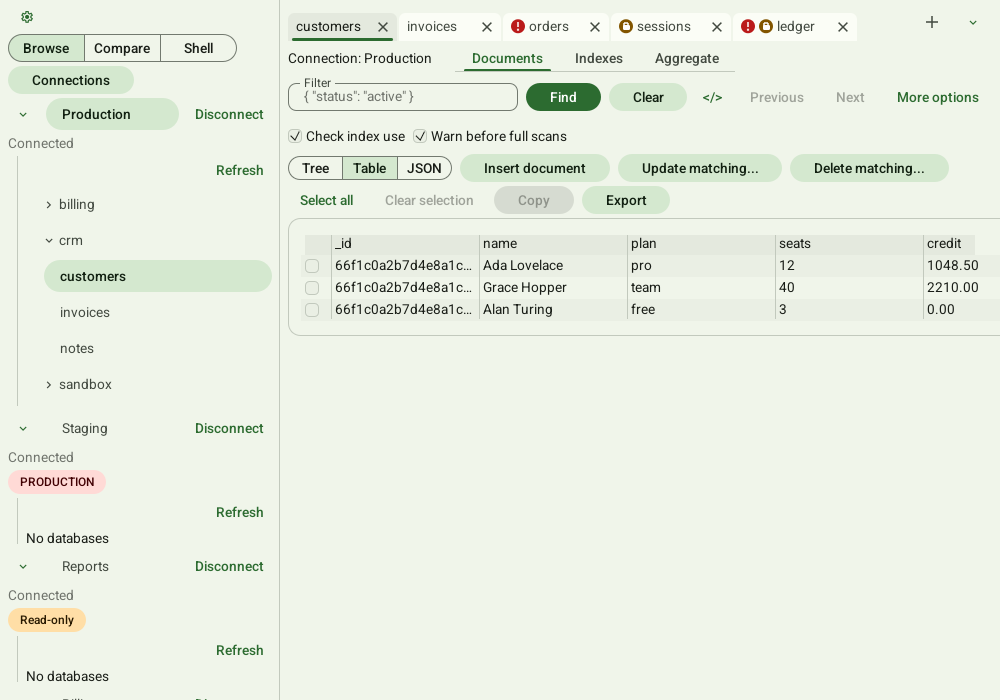 Browse Compare Shell
Connections
Production Disconnect
Connected
Refresh
billing
crm
customers
invoices
notes
sandbox
Staging Disconnect
Connected
PRODUCTION
Refresh
No databases
Reports Disconnect
Connected
Read-only
Refresh
No databases
customers invoices orders sessions ledger
Connection: Production Documents Indexes Aggregate
Filter
{ "status": "active" } Find Clear </> Previous Next More options
Check index use Warn before full scans
Tree Table JSON Insert document Update matching... Delete matching...
Select all Clear selection Copy Export
_id name plan seats credit
66f1c0a2b7d4e8a1c... Ada Lovelace pro 12 1048.50
66f1c0a2b7d4e8a1c... Grace Hopper team 40 2210.00
66f1c0a2b7d4e8a1c... Alan Turing free 3 0.00